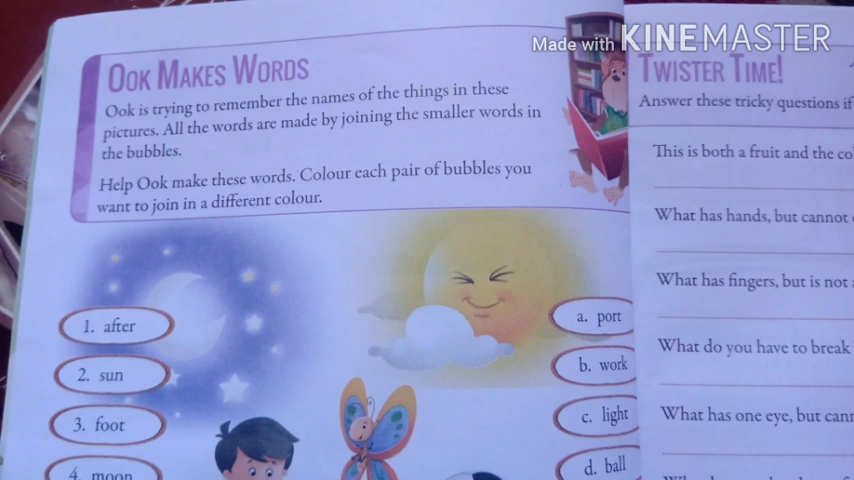 Made with KINEMASTER
OOK MAKES WORDS
Ook is trying to remember the names of the things in these
pictures. All the words are made by joining the smaller words in
the bubbles.
Help Ook make these words. Colour each pair of bubbles you
want to join in a different colour.
1. after
2. sun
3. foot
4. moon
a. port
b. work
c. light
d. ball
TWISTER TIME!
Answer these tricky questions if
This is both a fruit and the
What has hands, but cannot
What has fingers, but is not
What do you have to break
What has one eye, but